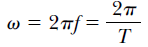 ω = 2πf = 2π/T